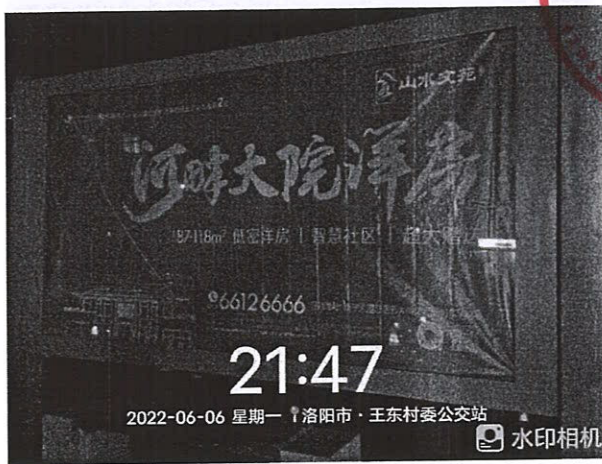 山水文苑
河畔大院洋房
87-118m² 低密洋房 | 智慧社区 | 超大赠送
66126666
21:47
2022-06-06 星期一 洛阳市·王东村委公交站
水印相机